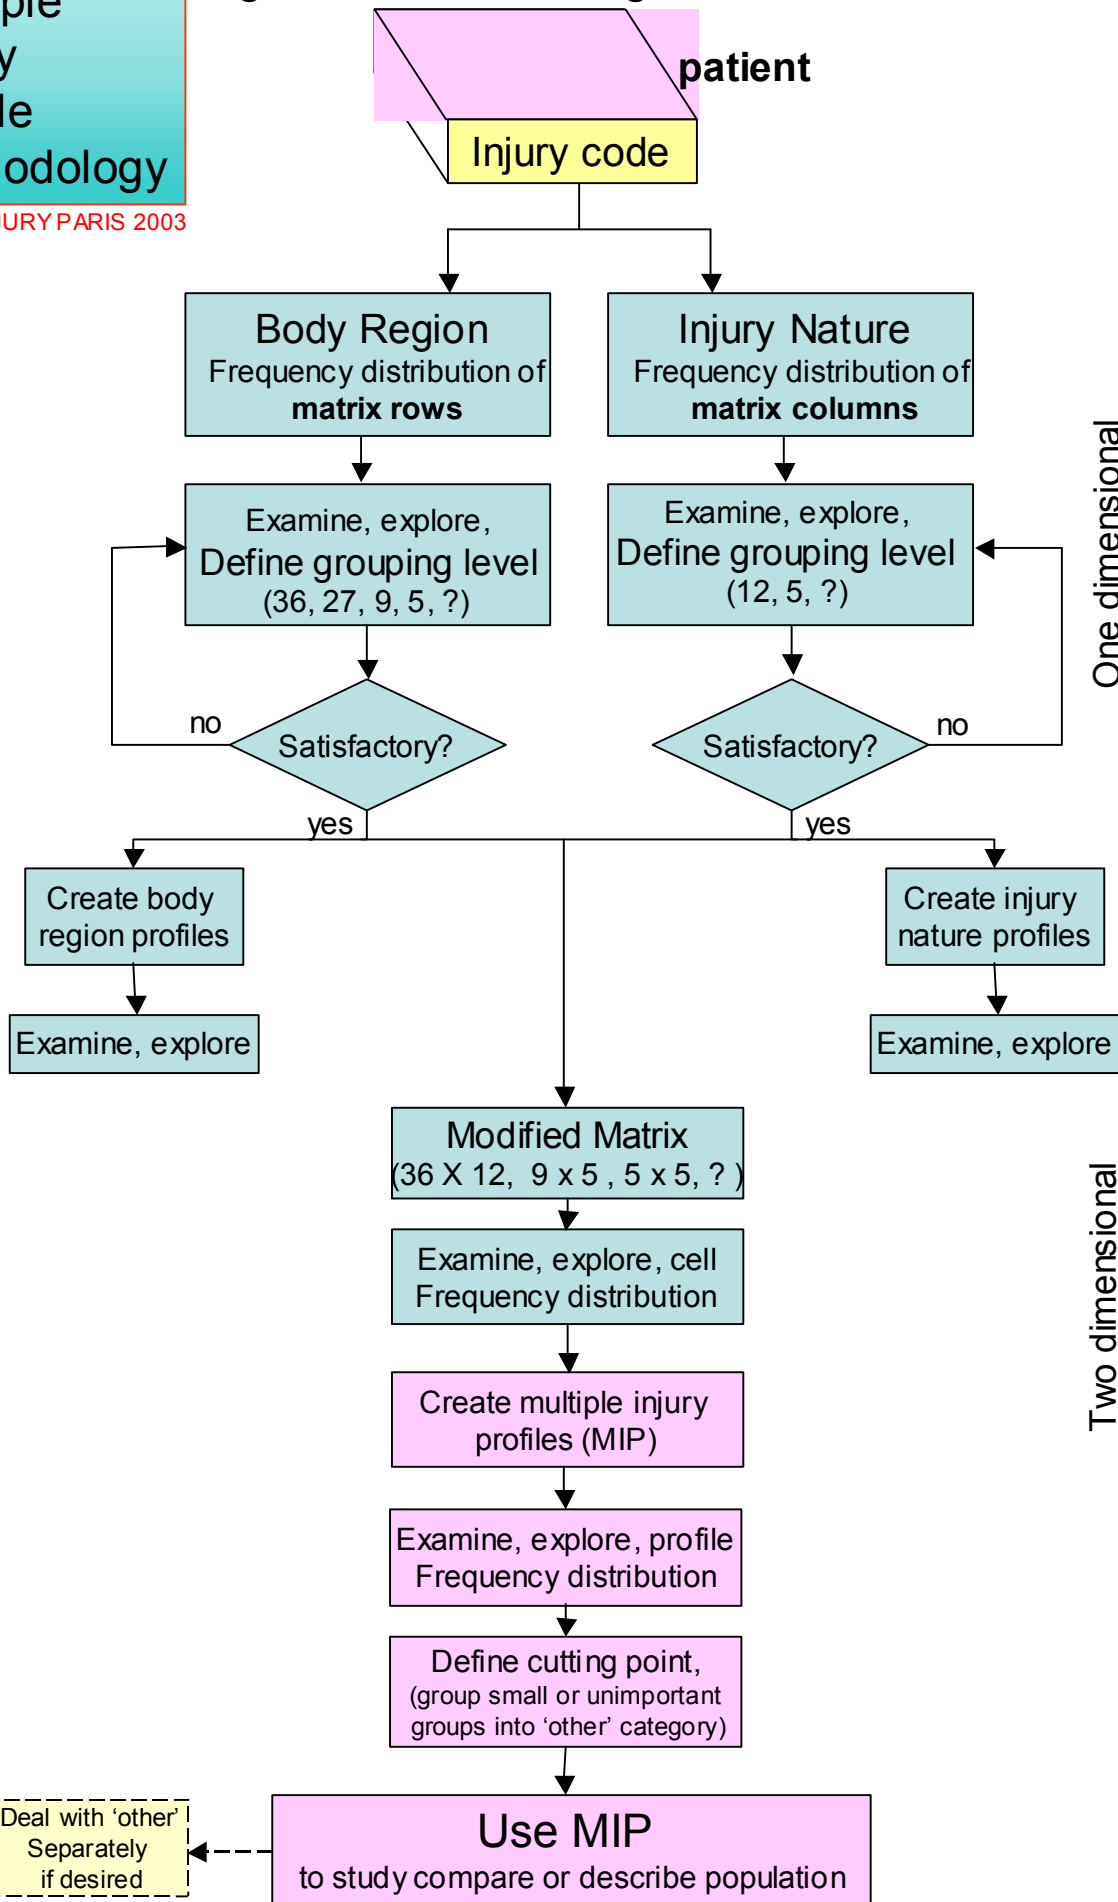 patient
Injury code
odology
PARIS 2003
Body Region
Frequency distribution of
matrix rows
Injury Nature
Frequency distribution of
matrix columns
One dimensional
Examine, explore,
Define grouping level
(36, 27, 9, 5, ?)
Examine, explore,
Define grouping level
(12, 5, ?)
Satisfactory?
no
yes
Satisfactory?
no
yes
Create body
region profiles
Examine, explore
Create injury
nature profiles
Examine, explore
Modified Matrix
(36 X 12, 9 x 5 , 5 x 5, ? )
Two dimensional
Examine, explore, cell
Frequency distribution
Create multiple injury
profiles (MIP)
Examine, explore, profile
Frequency distribution
Define cutting point,
(group small or unimportant
groups into ‘other’ category)
Use MIP
to study compare or describe population
Deal with ‘other’
Separately
if desired